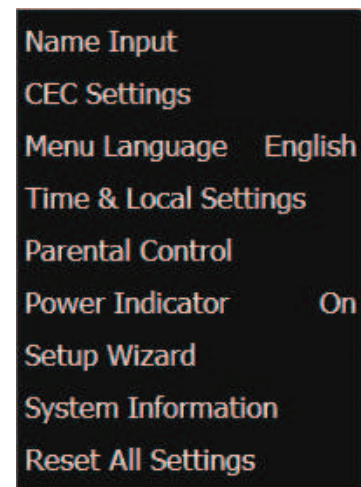 Name Input
CEC Settings
Menu Language English
Time & Local Settings
Parental Control
Power Indicator On
Setup Wizard
System Information
Reset All Settings